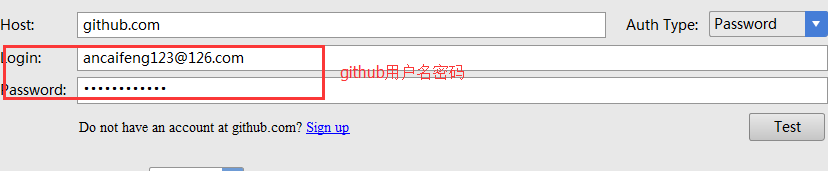 Host: github.com Auth Type: Password
Login: ancaifeng123@126.com
github用户名密码
Password: ••••••••••••
Do not have an account at github.com? Sign up
Test